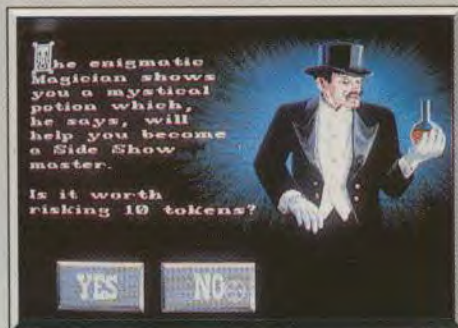 The enigmatic
Magician shows
you a mystical
potion which,
he says, will
help you become
a Side Show
master.
Is it worth
risking 10 tokens?
YES
NO